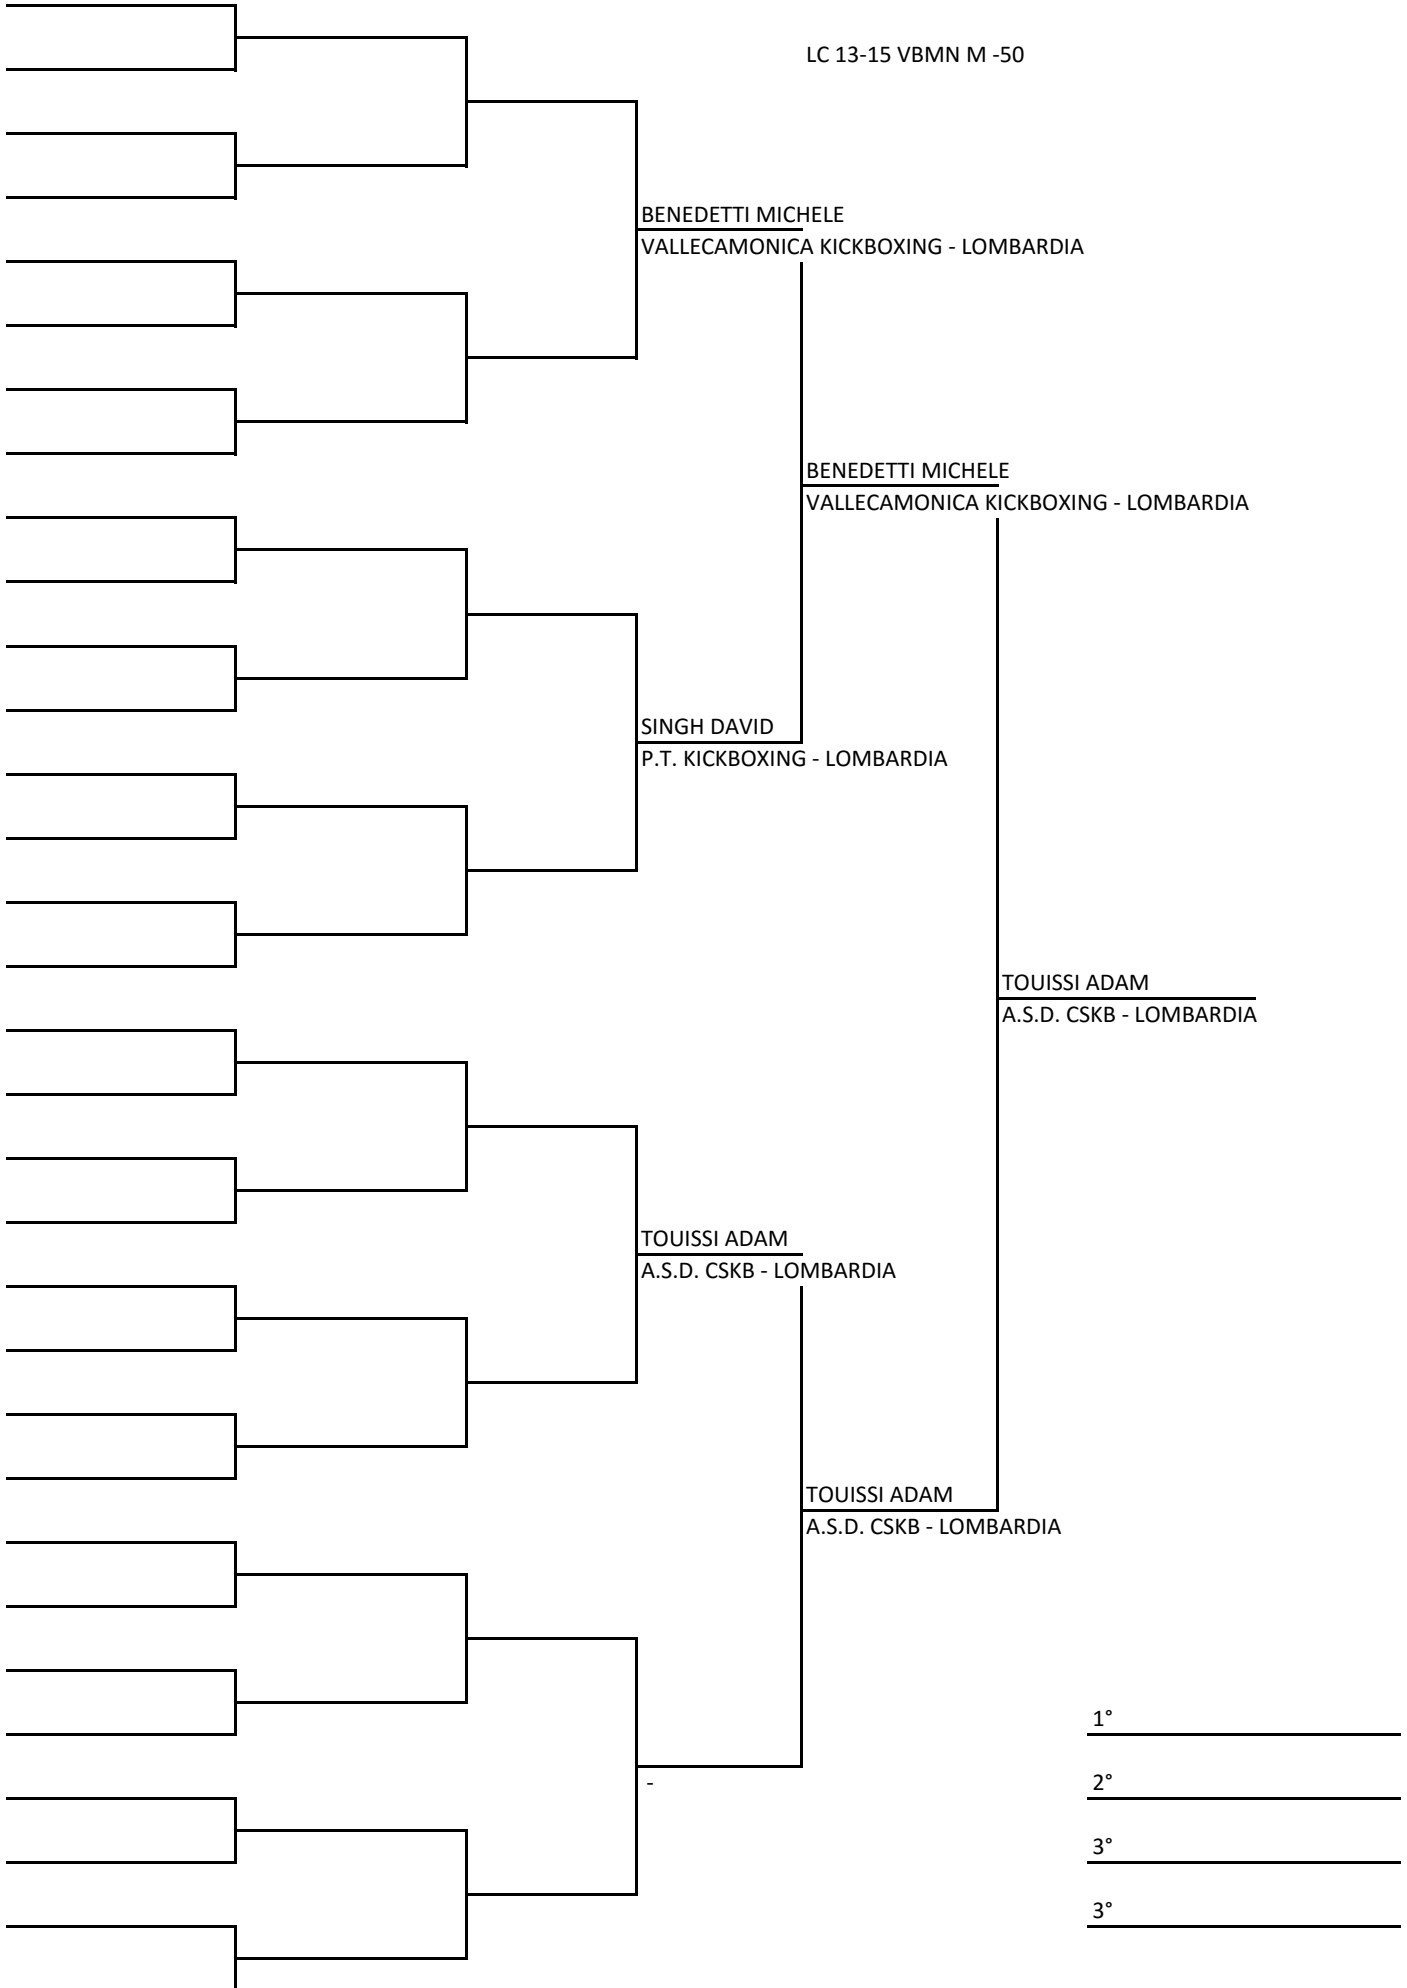 LC 13-15 VBMN M -50
BENEDETTI MICHELE
VALLECAMONICA KICKBOXING - LOMBARDIA
BENEDETTI MICHELE
VALLECAMONICA KICKBOXING - LOMBARDIA
SINGH DAVID
P.T. KICKBOXING - LOMBARDIA
TOUISSI ADAM
A.S.D. CSKB - LOMBARDIA
TOUISSI ADAM
A.S.D. CSKB - LOMBARDIA
TOUISSI ADAM
A.S.D. CSKB - LOMBARDIA
1°
-
2°
3°
3°